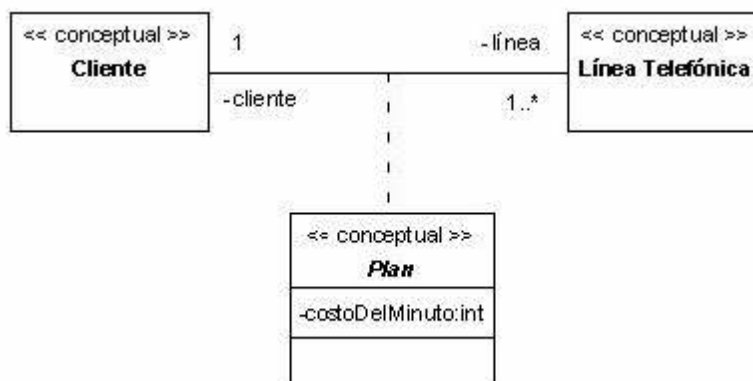 << conceptual >>
Cliente
1
-cliente
-línea
1..*
<< conceptual >>
Línea Telefónica
<< conceptual >>
Plan
-costoDelMinuto:int